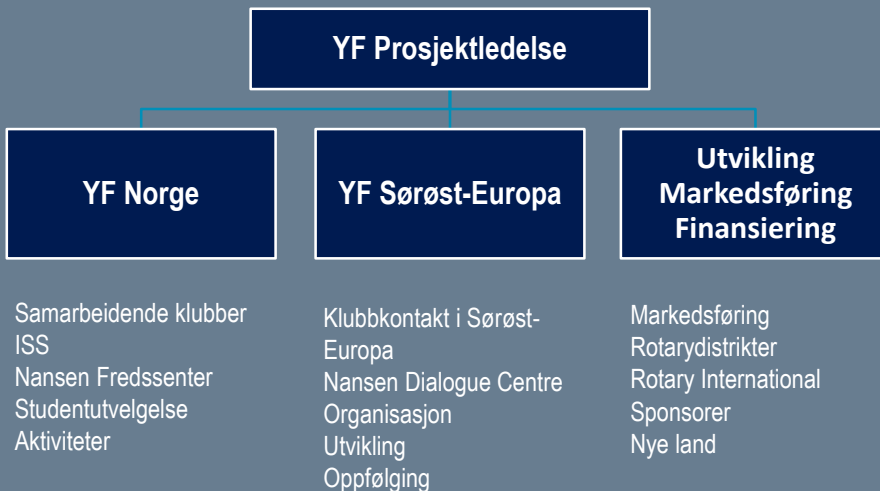 YF Prosjektledelse
YF Norge
YF Sørøst-Europa
Utvikling
Markedsføring
Finansiering
Samarbeidende klubber
ISS
Nansen Fredssenter
Studentutvelgelse
Aktiviteter
Klubbkontakt i Sørøst-
Europa
Nansen Dialogue Centre
Organisasjon
Utvikling
Oppfølging
Markedsføring
Rotarydistrikter
Rotary International
Sponsorer
Nye land